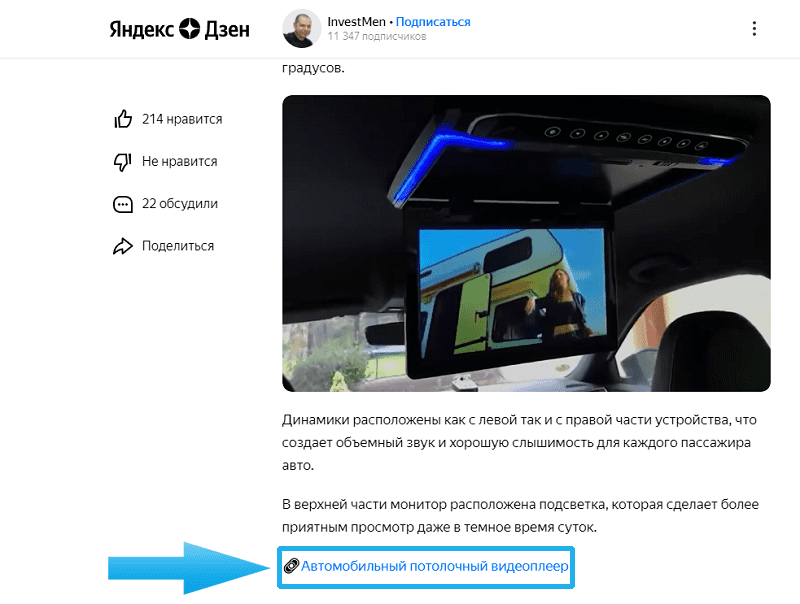 Яндекс Дзен
InvestMen • Подписаться
11 347 подписчиков
градусов.
214 нравится
Не нравится
22 обсудили
Поделиться
Динамики расположены как с левой так и с правой части устройства, что
создает объемный звук и хорошую слышимость для каждого пассажира
авто.
В верхней части монитор расположена подсветка, которая сделает более
приятным просмотр даже в темное время суток.
Автомобильный потолочный видеоплеер